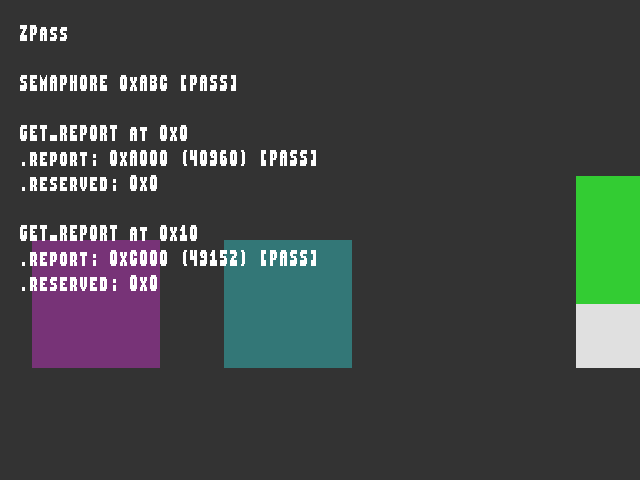 ZPass
SEMAPHORE 0xABC [PASS]
GET_REPORT at 0x0
.report: 0xA000 (40960) [PASS]
.reserved: 0x0
GET_REPORT at 0x10
.report: 0xC000 (49152) [PASS]
.reserved: 0x0